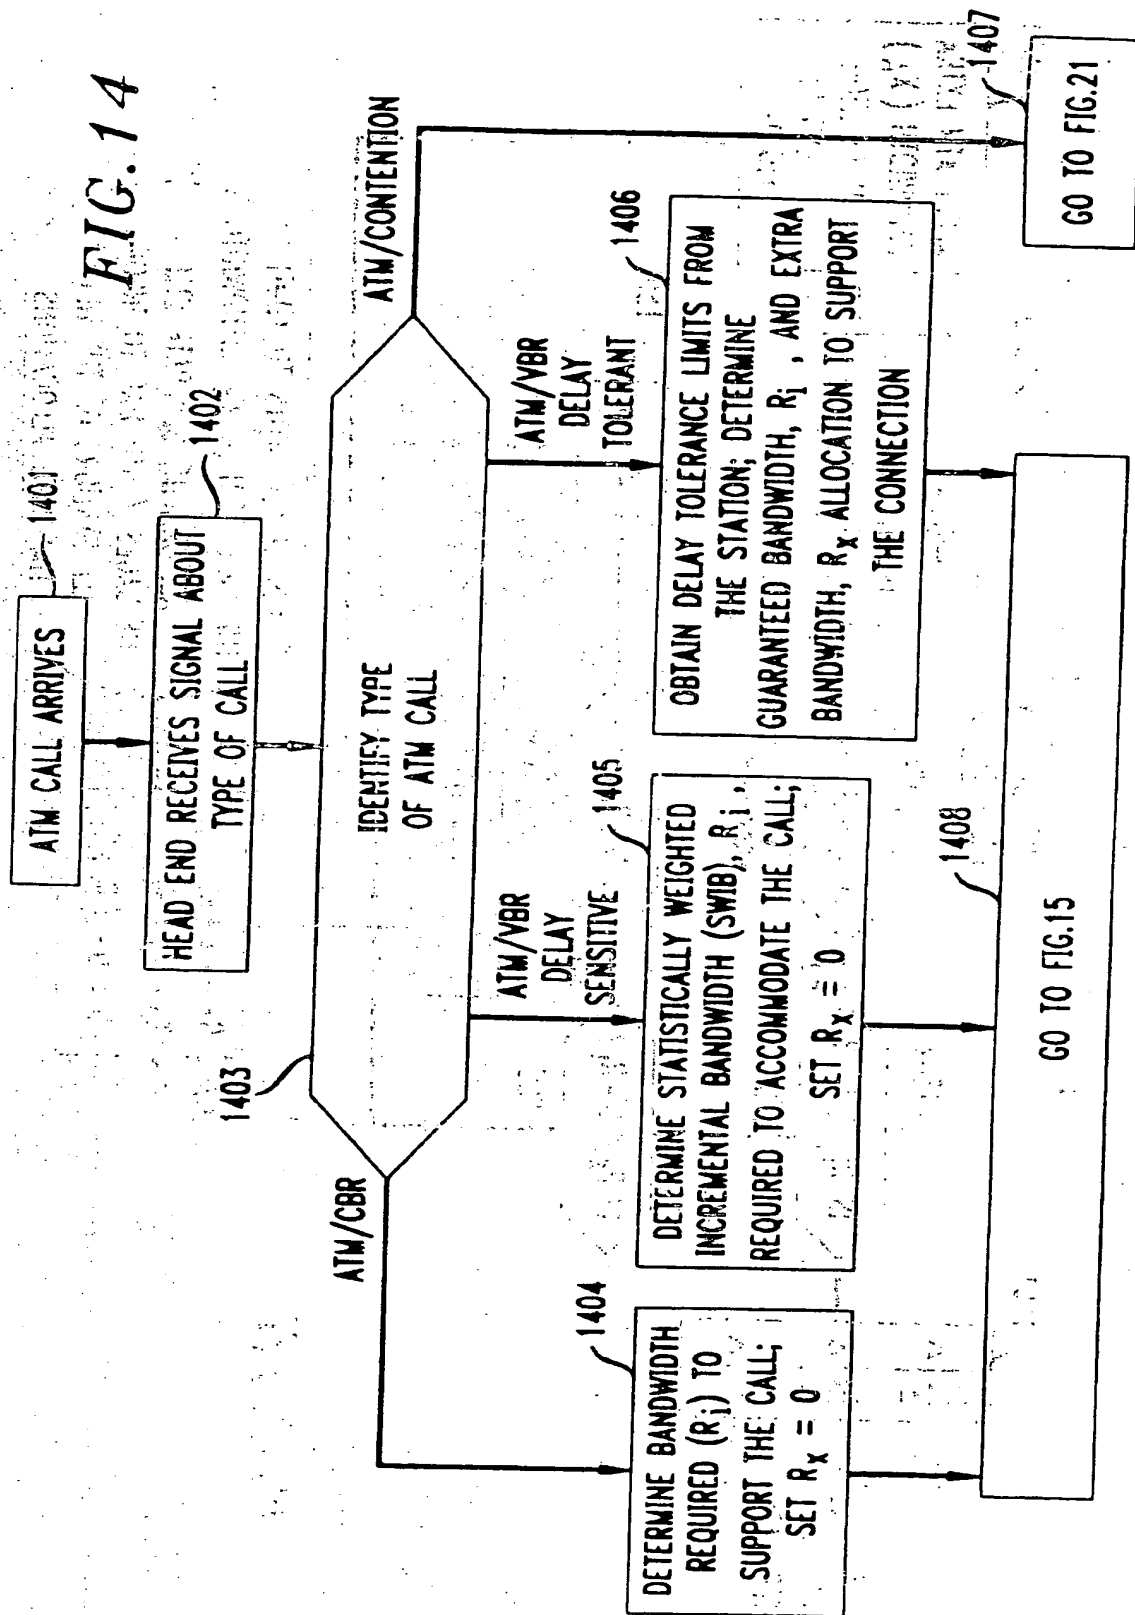 FIG.14
ATM CALL ARRIVES
1401
HEAD END RECEIVES SIGNAL ABOUT
TYPE OF CALL
1402
1403
IDENTIFY TYPE
OF ATM CALL
ATM/CBR
ATM/VBR
DELAY
SENSITIVE
ATM/VBR
DELAY
TOLERANT
ATM/CONTENTION
1404
DETERMINE BANDWIDTH
REQUIRED (Ri) TO
SUPPORT THE CALL;
SET Rx = 0
1405
DETERMINE STATISTICALLY WEIGHTED
INCREMENTAL BANDWIDTH (SWIB), Ri,
REQUIRED TO ACCOMMODATE THE CALL;
SET Rx = 0
1406
OBTAIN DELAY TOLERANCE LIMITS FROM
THE STATION; DETERMINE
GUARANTEED BANDWIDTH, Ri, AND EXTRA
BANDWIDTH, Rx ALLOCATION TO SUPPORT
THE CONNECTION
1407
GO TO FIG.21
1408
GO TO FIG.15